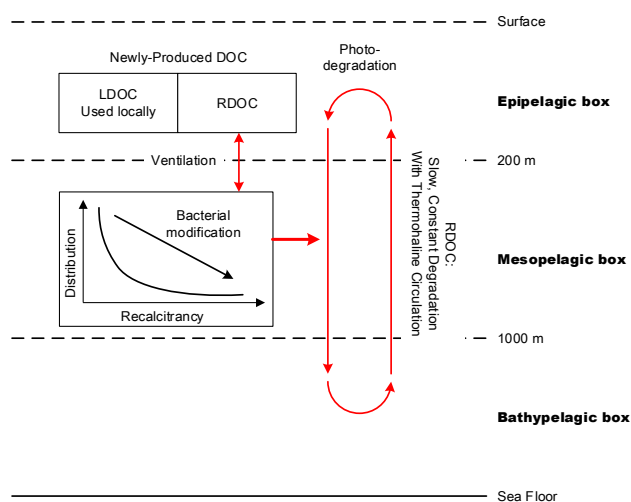 Surface
Newly-Produced DOC
Photo-
degradation
LDOC
Used locally
RDOC
Epipelagic box
Ventilation
200 m
Bacterial
modification
Distribution
Recalcitrancy
RDOC:
Slow, Constant Degradation
With Thermohaline Circulation
Mesopelagic box
1000 m
Bathypelagic box
Sea Floor